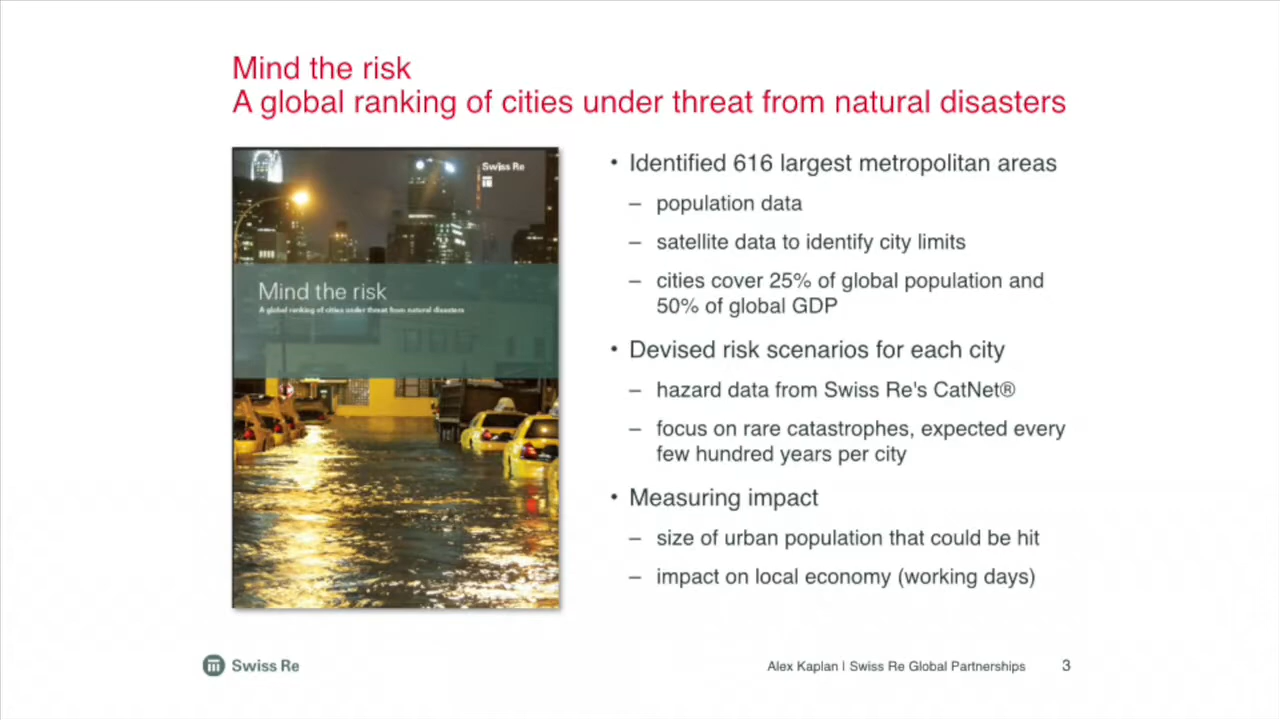 Mind the risk
A global ranking of cities under threat from natural disasters
Swiss Re
Mind the risk
A global ranking of cities under threat from natural disasters
• Identified 616 largest metropolitan areas
– population data
– satellite data to identify city limits
– cities cover 25% of global population and
50% of global GDP
• Devised risk scenarios for each city
– hazard data from Swiss Re's CatNet®
– focus on rare catastrophes, expected every
few hundred years per city
• Measuring impact
– size of urban population that could be hit
– impact on local economy (working days)
Swiss Re
Alex Kaplan | Swiss Re Global Partnerships 3